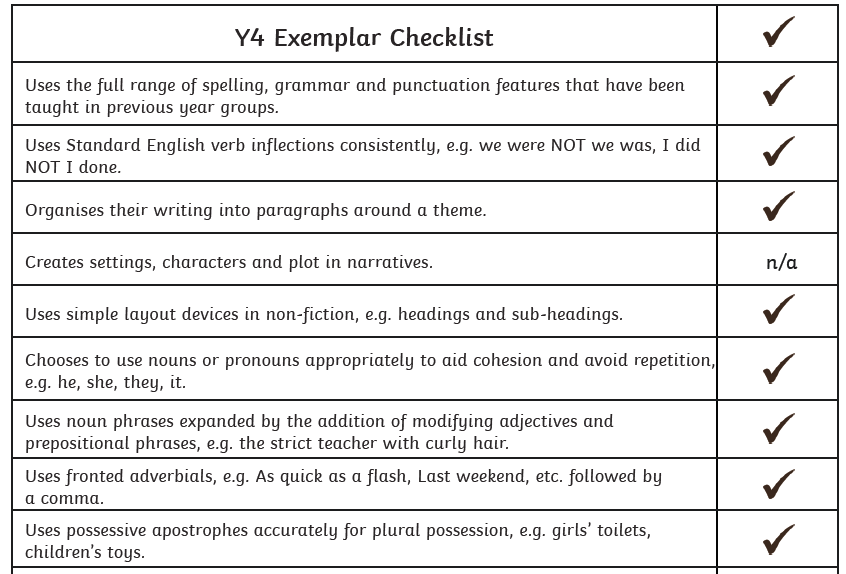 Y4 Exemplar Checklist ✓
Uses the full range of spelling, grammar and punctuation features that have been
taught in previous year groups. ✓
Uses Standard English verb inflections consistently, e.g. we were NOT we was, I did
NOT I done. ✓
Organises their writing into paragraphs around a theme. ✓
Creates settings, characters and plot in narratives. n/a
Uses simple layout devices in non-fiction, e.g. headings and sub-headings. ✓
Chooses to use nouns or pronouns appropriately to aid cohesion and avoid repetition,
e.g. he, she, they, it. ✓
Uses noun phrases expanded by the addition of modifying adjectives and
prepositional phrases, e.g. the strict teacher with curly hair. ✓
Uses fronted adverbials, e.g. As quick as a flash, Last weekend, etc. followed by
a comma. ✓
Uses possessive apostrophes accurately for plural possession, e.g. girls’ toilets,
children’s toys. ✓